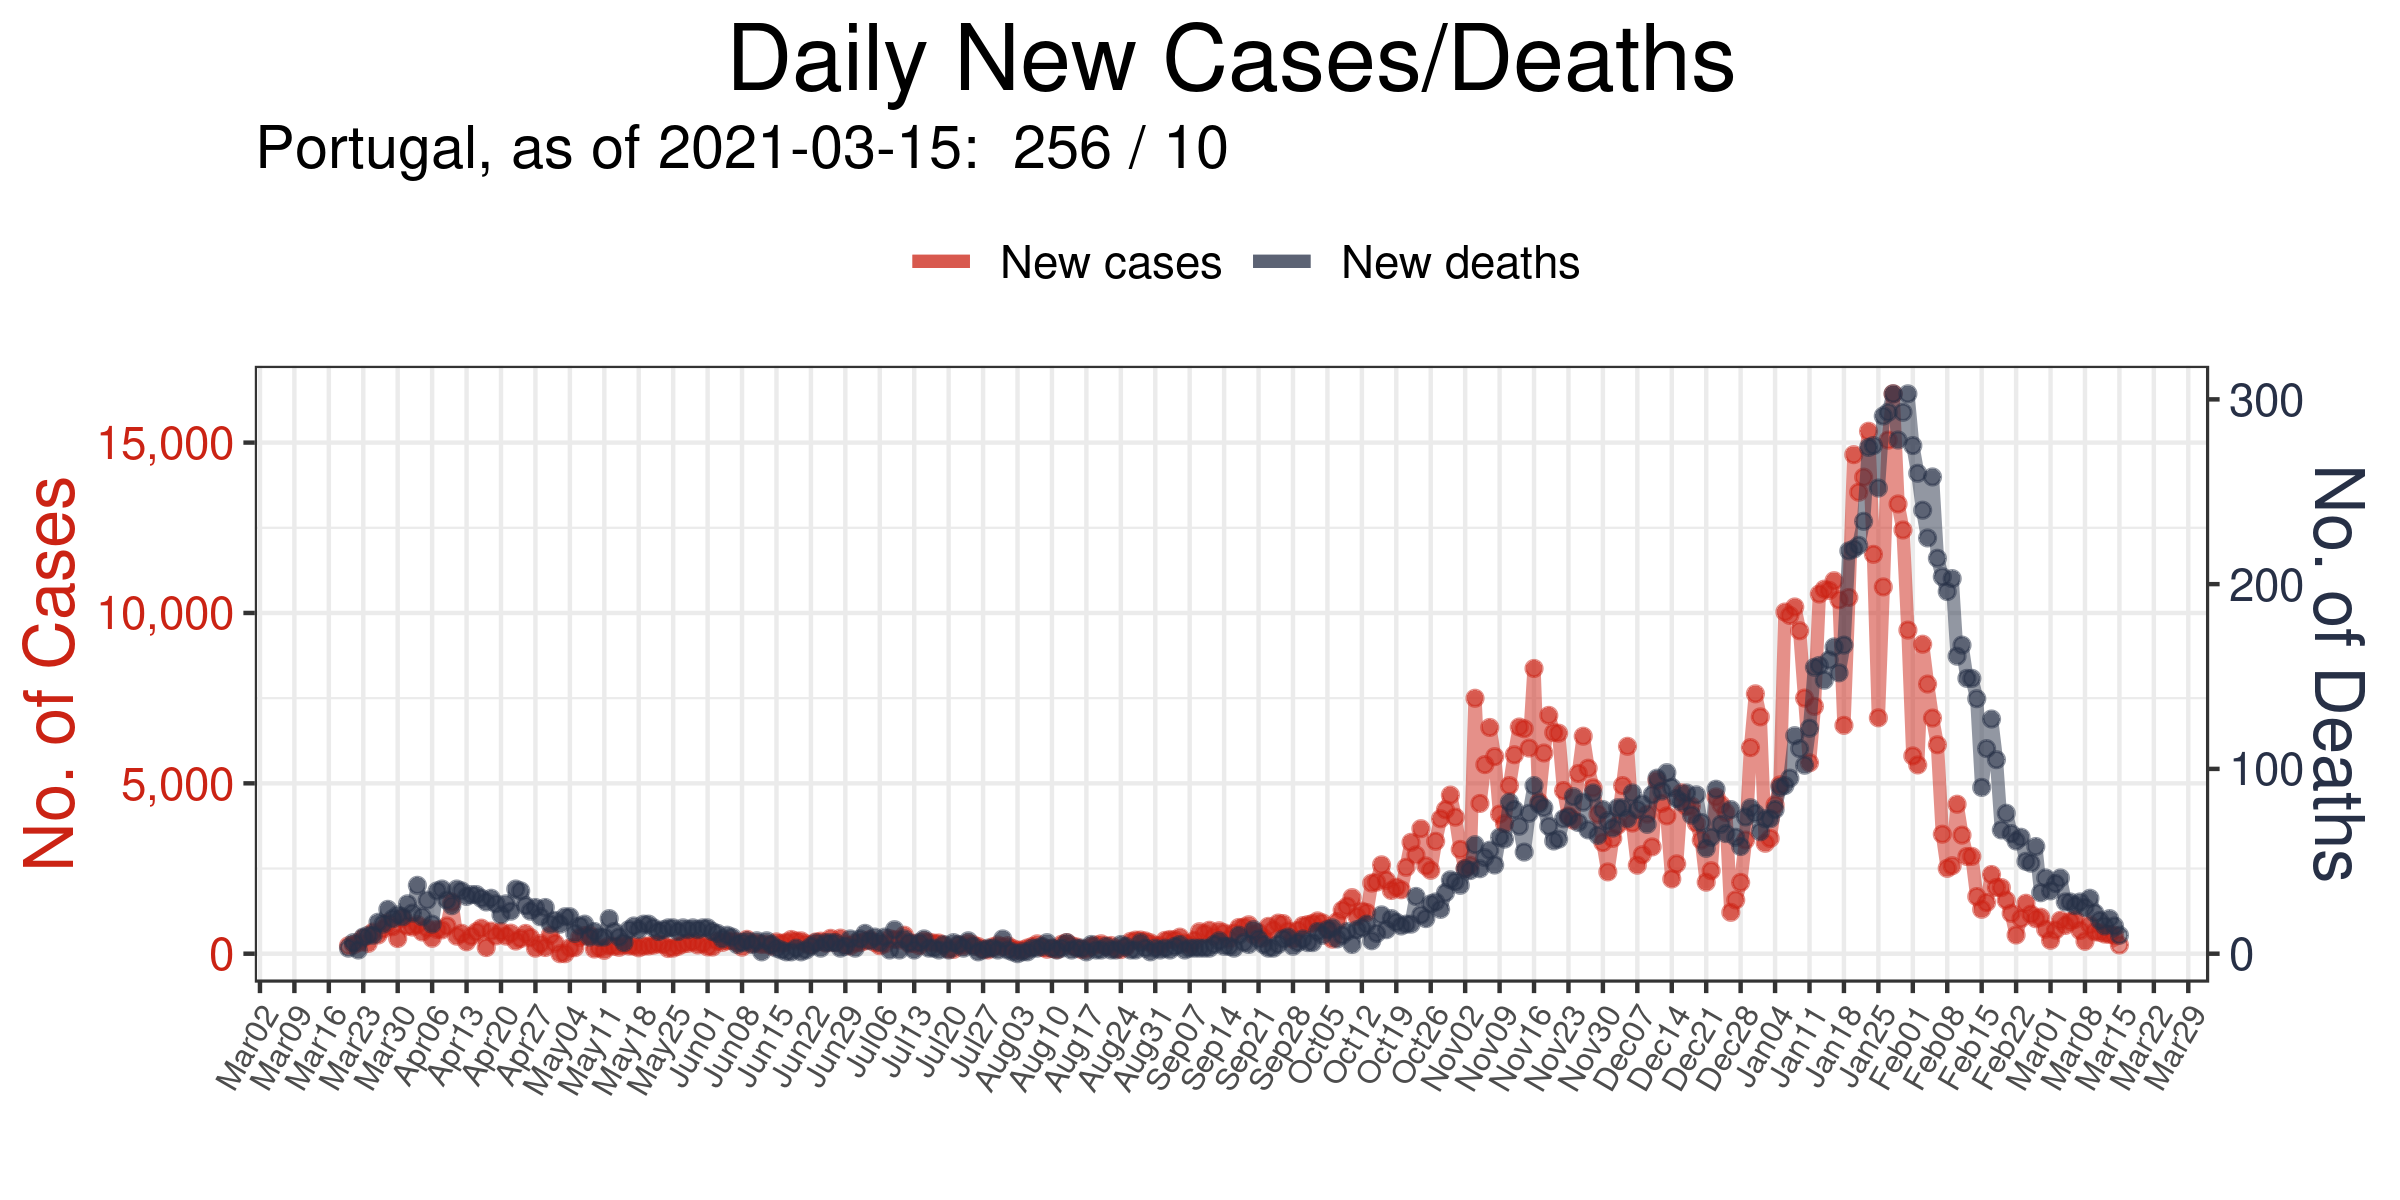 Daily New Cases/Deaths
Portugal, as of 2021-03-15:  256 / 10
New cases
New deaths
No. of Cases
15,000
10,000
5,000
0
300
200
100
0
No. of Deaths
Mar02
Mar09
Mar16
Mar23
Mar30
Apr06
Apr13
Apr20
Apr27
May04
May11
May18
May25
Jun01
Jun08
Jun15
Jun22
Jun29
Jul06
Jul13
Jul20
Jul27
Aug03
Aug10
Aug17
Aug24
Aug31
Sep07
Sep14
Sep21
Sep28
Oct05
Oct12
Oct19
Oct26
Nov02
Nov09
Nov16
Nov23
Nov30
Dec07
Dec14
Dec21
Dec28
Jan04
Jan11
Jan18
Jan25
Feb01
Feb08
Feb15
Feb22
Mar01
Mar08
Mar15
Mar22
Mar29